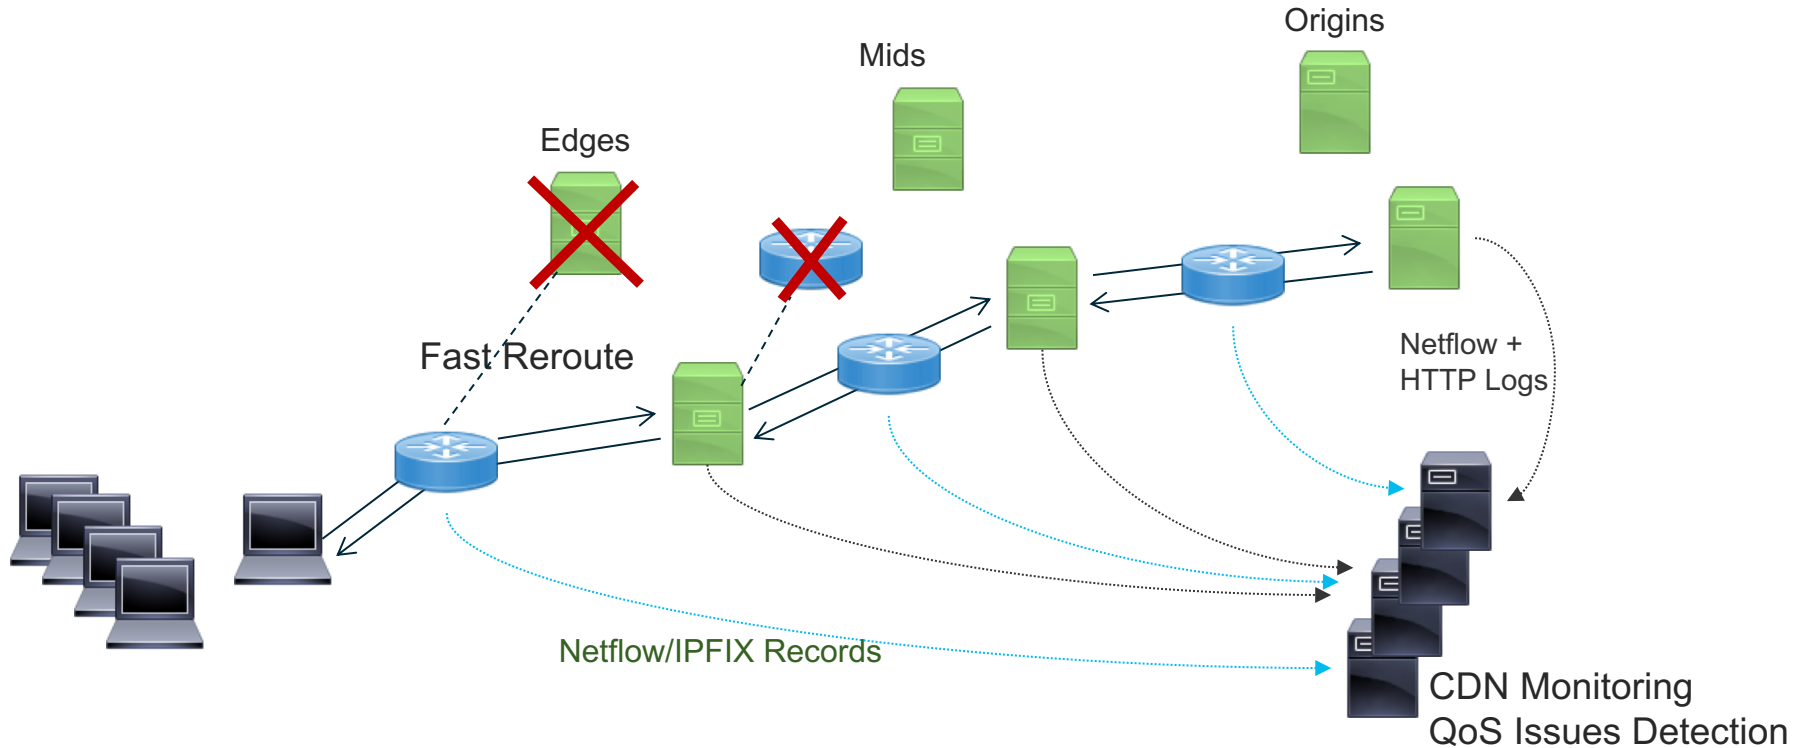 Origins
Mids
Edges
Fast Reroute
Netflow +
HTTP Logs
Netflow/IPFIX Records
CDN Monitoring
QoS Issues Detection